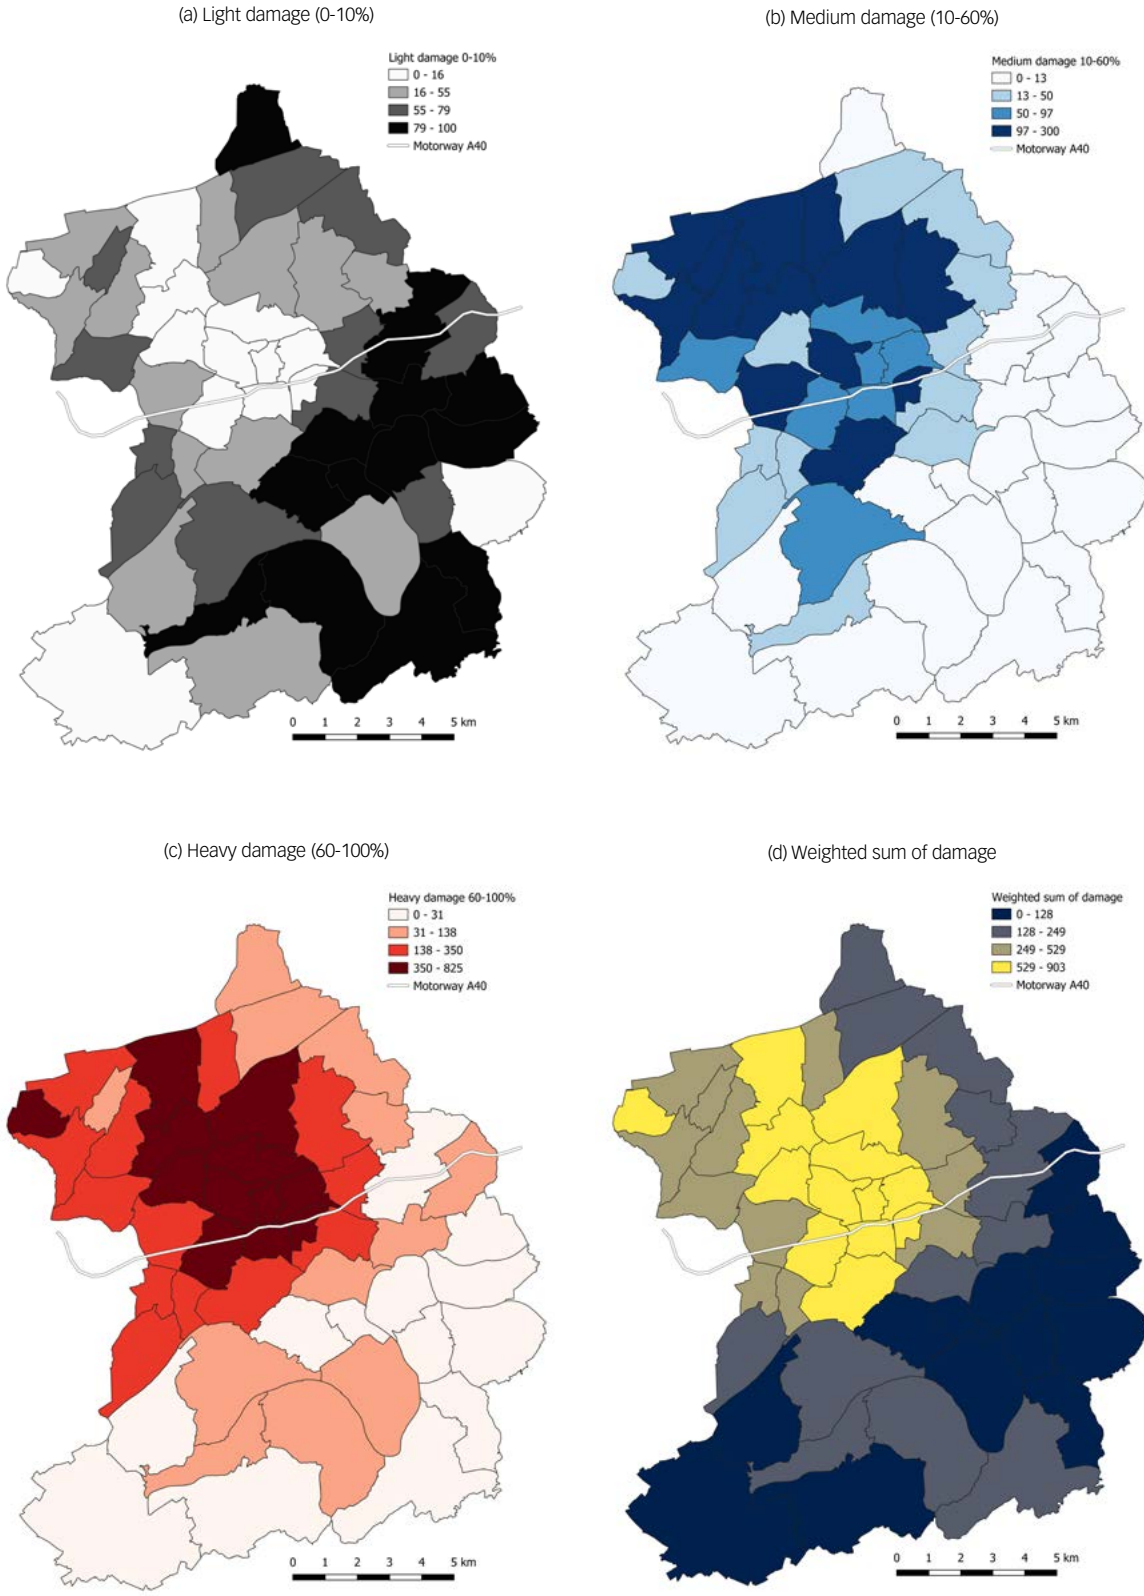 (a) Light damage (0-10%)
Light damage 0-10%
0 - 16
16 - 55
55 - 79
79 - 100
Motorway A40
0 1 2 3 4 5 km
(b) Medium damage (10-60%)
Medium damage 10-60%
0 - 13
13 - 50
50 - 97
97 - 300
Motorway A40
0 1 2 3 4 5 km
(c) Heavy damage (60-100%)
Heavy damage 60-100%
0 - 31
31 - 138
138 - 350
350 - 825
Motorway A40
0 1 2 3 4 5 km
(d) Weighted sum of damage
Weighted sum of damage
0 - 128
128 - 249
249 - 529
529 - 903
Motorway A40
0 1 2 3 4 5 km